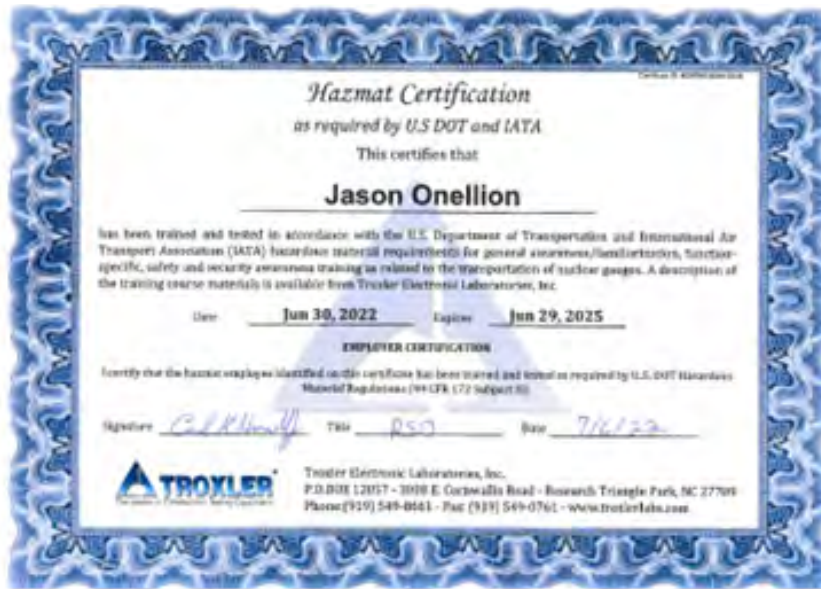 Hazmat Certification
as required by U.S DOT and IATA
This certifies that
Jason Onellion
has been trained and tested in accordance with the U.S. Department of Transportation and International Air
Transport Association (IATA) hazardous material requirements for general awareness/familiarization, function-
specific, safety and security awareness training as related to the transportation of nuclear gauges. A description of
the training course materials is available from Troxler Electronic Laboratories, Inc.
Date Jun 30, 2022 Expires Jun 29, 2025
EMPLOYER CERTIFICATION
I certify that the hazmat employee identified on this certificate has been trained and tested as required by U.S. DOT Hazardous
Material Regulations (49 CFR 172 Subpart H)
Signature Title RSO Date 7/6/22
TROXLER
Troxler Electronic Laboratories, Inc.
P.O.BOX 12057 - 3008 E. Cornwallis Road - Research Triangle Park, NC 27709
Phone:(919) 549-8661 - Fax: (919) 549-0761 - www.troxlerlabs.com